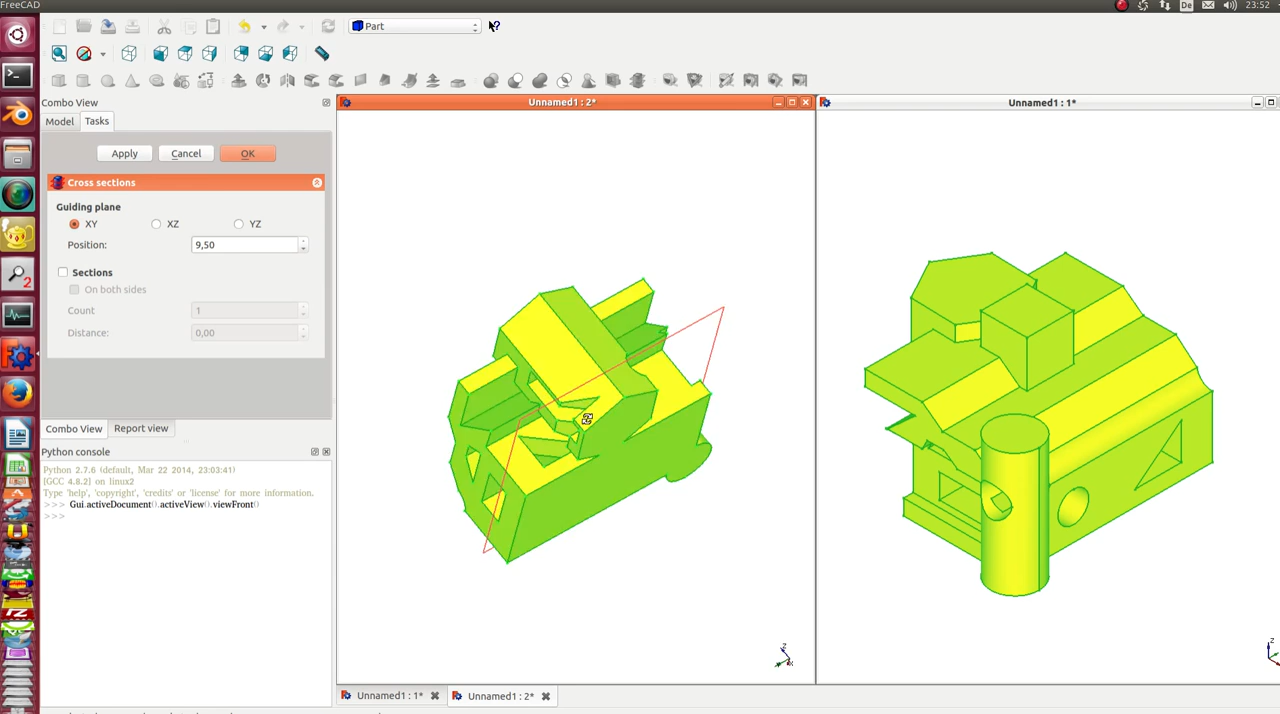 FreeCAD
De
23:52
Part
Combo View
Unnamed1 : 2*
Unnamed1 : 1*
Model
Tasks
Apply
Cancel
OK
Cross sections
Guiding plane
XY
XZ
YZ
Position:
9,50
Sections
On both sides
Count
1
Distance:
0,00
Combo View
Report view
Python console
Python 2.7.6 (default, Mar 22 2014, 23:03:41)
[GCC 4.8.2] on linux2
Type 'help', 'copyright', 'credits' or 'license' for more information.
>>> Gui.activeDocument().activeView().viewFront()
>>>
Unnamed1 : 1*
Unnamed1 : 2*